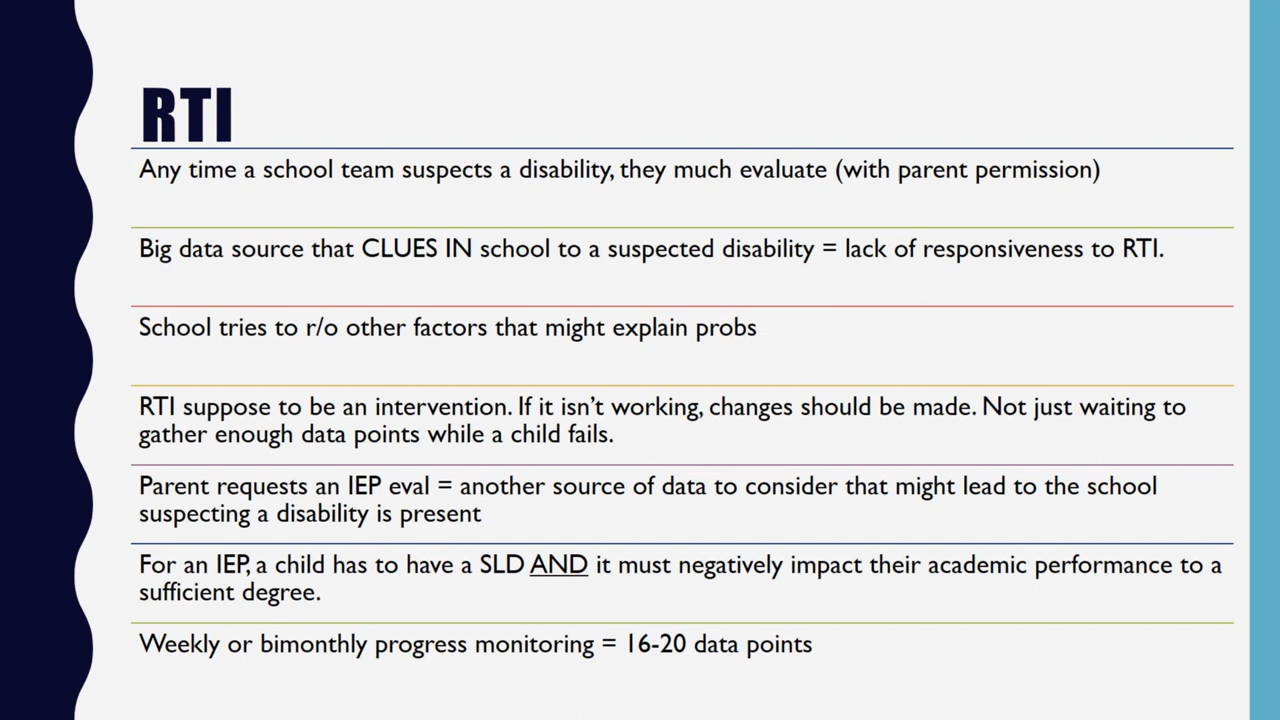 RTI
Any time a school team suspects a disability, they much evaluate (with parent permission)
Big data source that CLUES IN school to a suspected disability = lack of responsiveness to RTI.
School tries to r/o other factors that might explain probs
RTI suppose to be an intervention. If it isn't working, changes should be made. Not just waiting to
gather enough data points while a child fails.
Parent requests an IEP eval = another source of data to consider that might lead to the school
suspecting a disability is present
For an IEP, a child has to have a SLD AND it must negatively impact their academic performance to a
sufficient degree.
Weekly or bimonthly progress monitoring = 16-20 data points